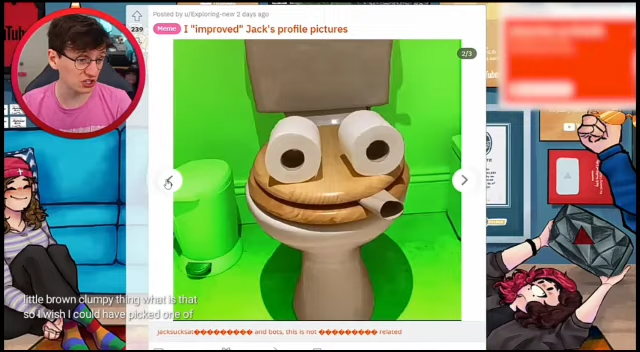 Posted by u/Exploring-new 2 days ago
239
Meme I "improved" Jack's profile pictures
2/3
little brown clumpy thing what is that
so I wish I could have picked one of
jacksucksat���������� and bots, this is not ���������� related